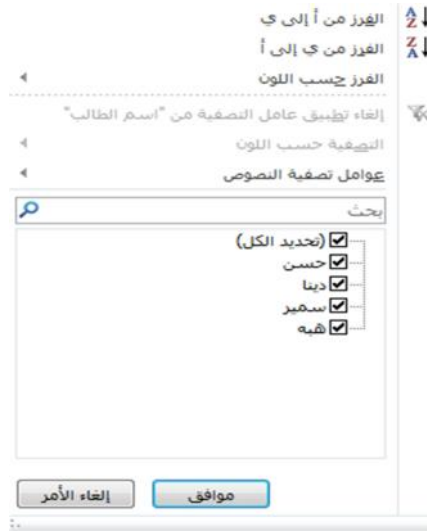 الفرز من أ إلى ي
الفرز من ي إلى أ
الفرز حسب اللون
إلغاء تطبيق عامل التصفية من "اسم الطالب"
التصفية حسب اللون
عوامل تصفية النصوص
بحث
(تحديد الكل)
حسن
دينا
سمير
هبه
موافق إلغاء الأمر